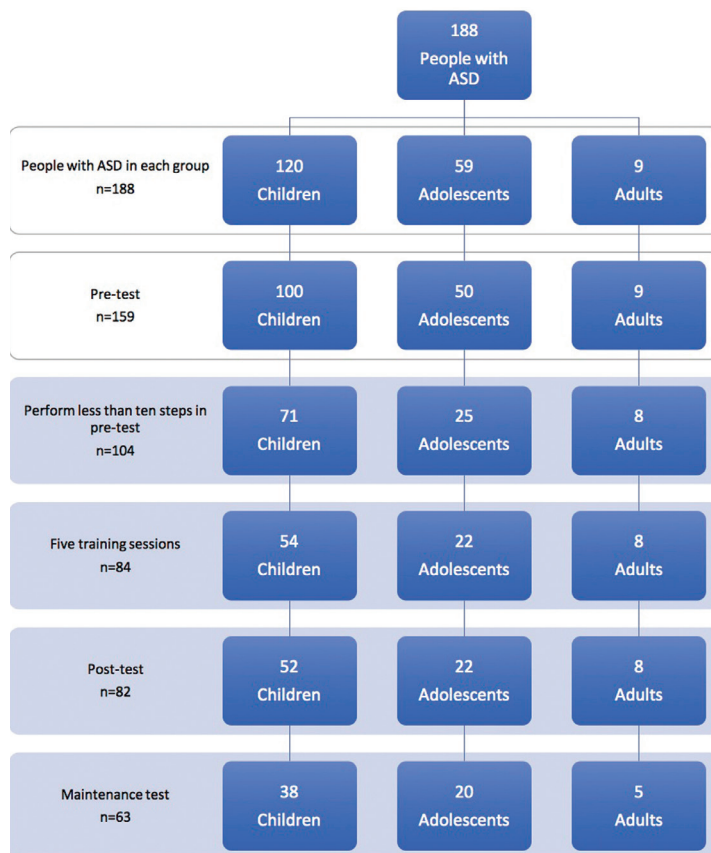 188
People with
ASD
People with ASD in each group
n=188
120
Children
59
Adolescents
9
Adults
Pre-test
n=159
100
Children
50
Adolescents
9
Adults
Perform less than ten steps in
pre-test
n=104
71
Children
25
Adolescents
8
Adults
Five training sessions
n=84
54
Children
22
Adolescents
8
Adults
Post-test
n=82
52
Children
22
Adolescents
8
Adults
Maintenance test
n=63
38
Children
20
Adolescents
5
Adults